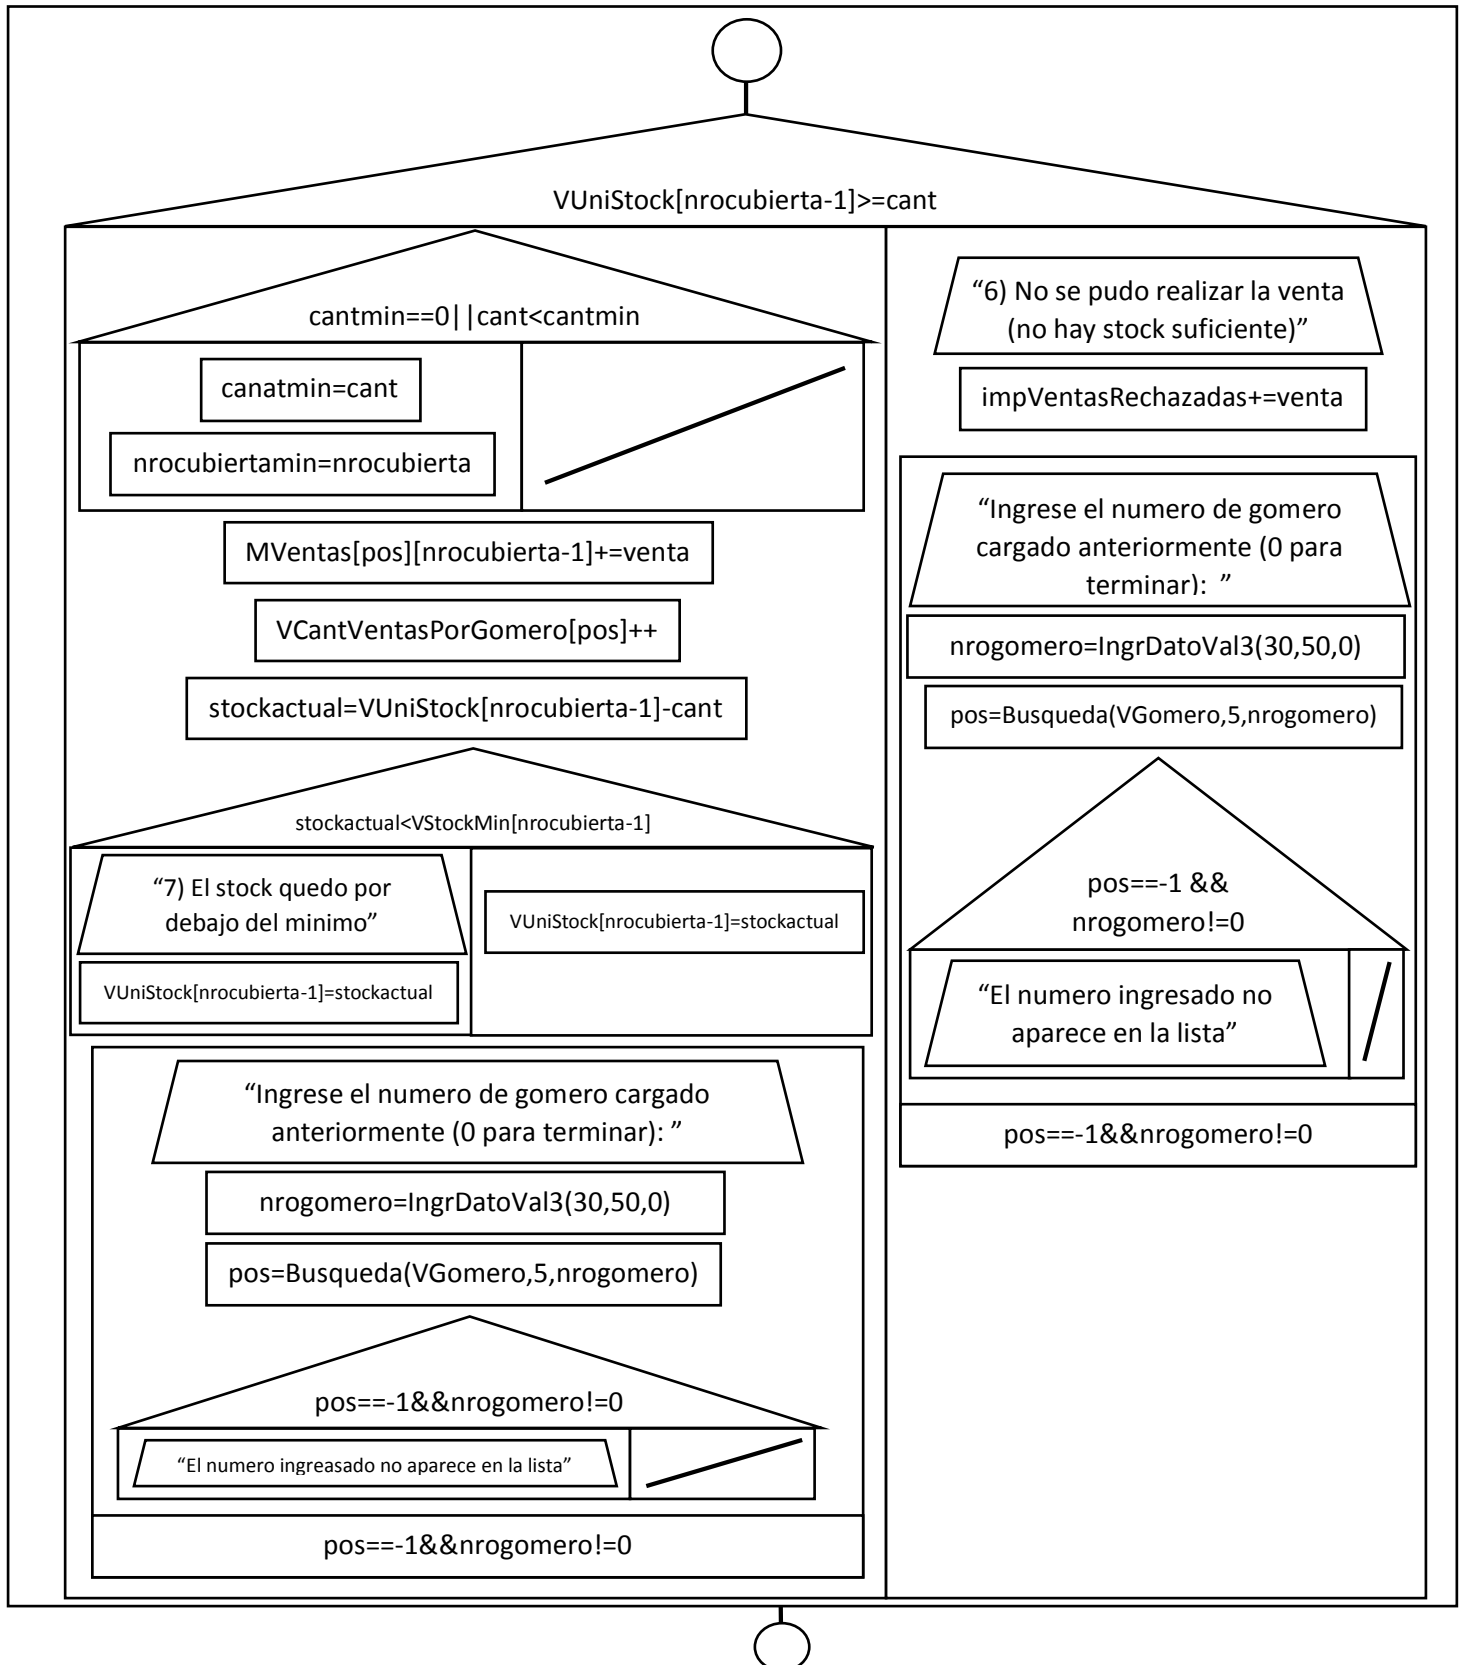 VUniStock[nrocubierta-1]>=cant
cantmin==0||cant<cantmin
canatmin=cant
nrocubiertamin=nrocubierta
MVentas[pos][nrocubierta-1]+=venta
VCantVentasPorGomero[pos]++
stockactual=VUniStock[nrocubierta-1]-cant
stockactual<VStockMin[nrocubierta-1]
“7) El stock quedo por
debajo del minimo”
VUniStock[nrocubierta-1]=stockactual
VUniStock[nrocubierta-1]=stockactual
“Ingrese el numero de gomero cargado
anteriormente (0 para terminar): ”
nrogomero=IngrDatoVal3(30,50,0)
pos=Busqueda(VGomero,5,nrogomero)
pos==-1&&nrogomero!=0
“El numero ingreasado no aparece en la lista”
pos==-1&&nrogomero!=0
“6) No se pudo realizar la venta
(no hay stock suficiente)”
impVentasRechazadas+=venta
“Ingrese el numero de gomero
cargado anteriormente (0 para
terminar): ”
nrogomero=IngrDatoVal3(30,50,0)
pos=Busqueda(VGomero,5,nrogomero)
pos==-1 &&
nrogomero!=0
“El numero ingresado no
aparece en la lista”
pos==-1&&nrogomero!=0